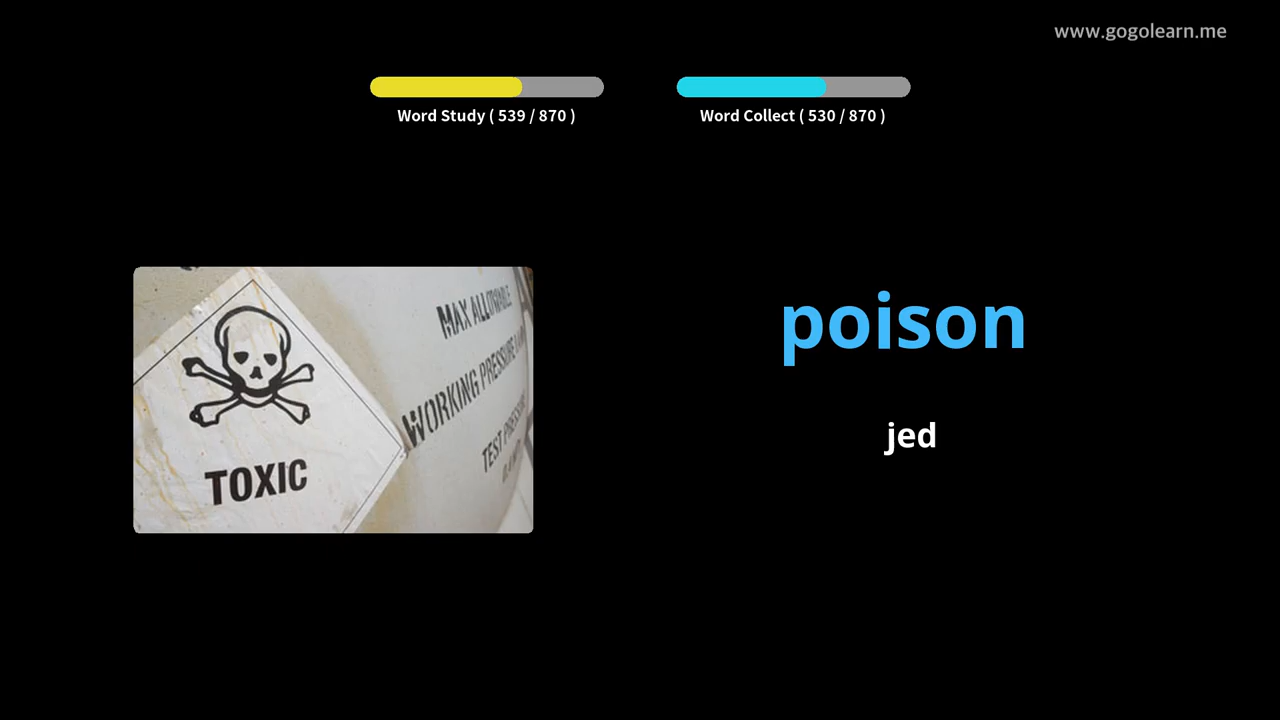 www.gogolearn.me
Word Study ( 539 / 870 )
Word Collect ( 530 / 870 )
poison
jed
TOXIC
MAX ALLOWABLE
WORKING PRESSURE
TEST PRESSURE